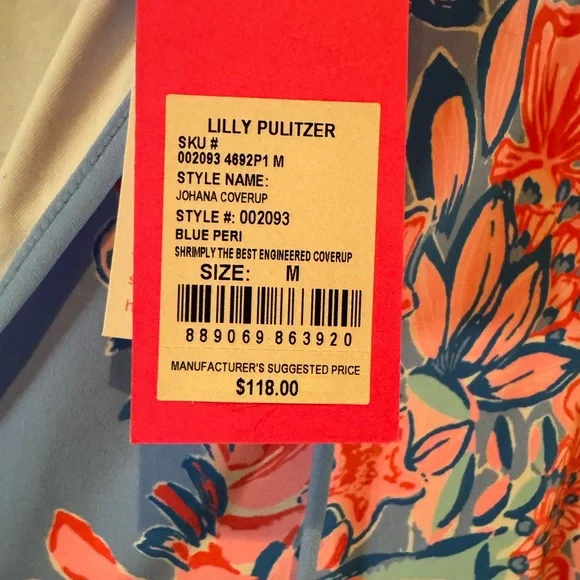 LILLY PULITZER
SKU #
002093 4692P1 M
STYLE NAME:
JOHANA COVERUP
STYLE #: 002093
BLUE PERI
SHRIMPLY THE BEST ENGINEERED COVERUP
SIZE: M
889069 863920
MANUFACTURER'S SUGGESTED PRICE
$118.00